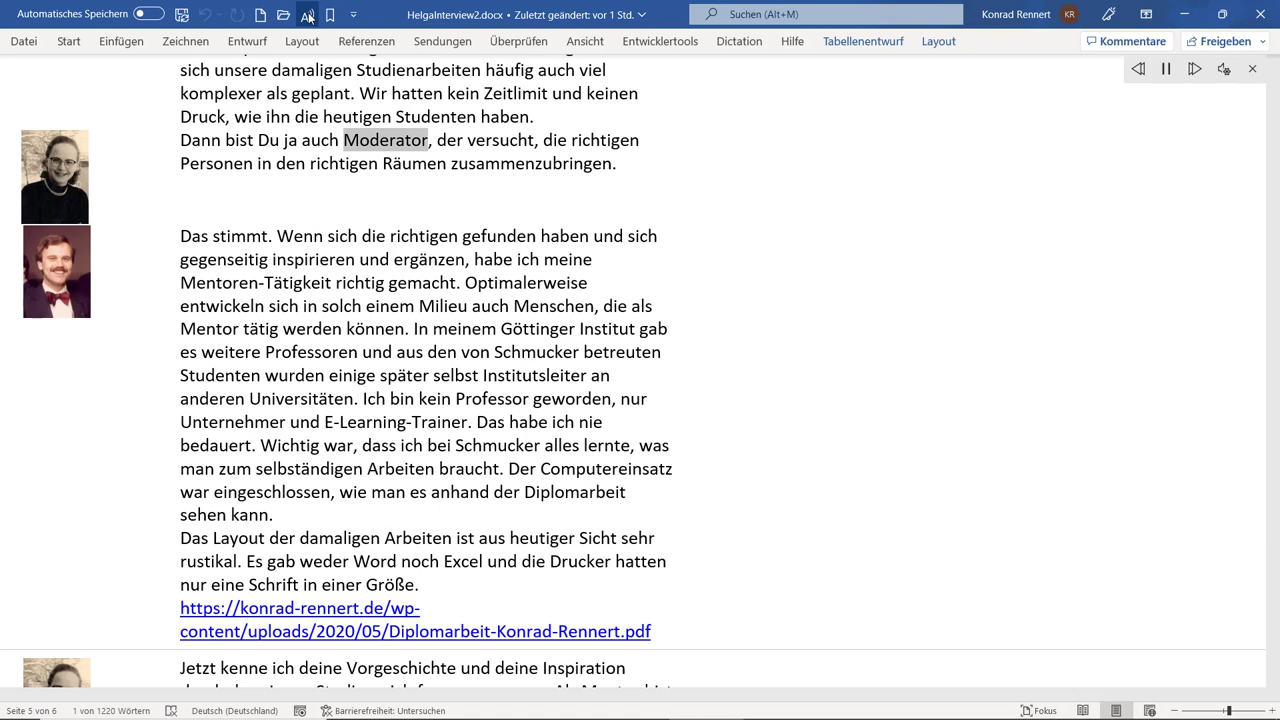 Automatisches Speichern
HelgaInterview2.docx • Zuletzt geändert: vor 1 Std.
Suchen (Alt+M)
Konrad Rennert
KR
Datei Start Einfügen Zeichnen Entwurf Layout Referenzen Sendungen Überprüfen Ansicht Entwicklertools Dictation Hilfe Tabellenentwurf Layout
Kommentare
Freigeben
sich unsere damaligen Studienarbeiten häufig auch viel
komplexer als geplant. Wir hatten kein Zeitlimit und keinen
Druck, wie ihn die heutigen Studenten haben.
Dann bist Du ja auch Moderator, der versucht, die richtigen
Personen in den richtigen Räumen zusammenzubringen.
Das stimmt. Wenn sich die richtigen gefunden haben und sich
gegenseitig inspirieren und ergänzen, habe ich meine
Mentoren-Tätigkeit richtig gemacht. Optimalerweise
entwickeln sich in solch einem Milieu auch Menschen, die als
Mentor tätig werden können. In meinem Göttinger Institut gab
es weitere Professoren und aus den von Schmucker betreuten
Studenten wurden einige später selbst Institutsleiter an
anderen Universitäten. Ich bin kein Professor geworden, nur
Unternehmer und E-Learning-Trainer. Das habe ich nie
bedauert. Wichtig war, dass ich bei Schmucker alles lernte, was
man zum selbständigen Arbeiten braucht. Der Computereinsatz
war eingeschlossen, wie man es anhand der Diplomarbeit
sehen kann.
Das Layout der damaligen Arbeiten ist aus heutiger Sicht sehr
rustikal. Es gab weder Word noch Excel und die Drucker hatten
nur eine Schrift in einer Größe.
https://konrad-rennert.de/wp-
content/uploads/2020/05/Diplomarbeit-Konrad-Rennert.pdf
Jetzt kenne ich deine Vorgeschichte und deine Inspiration
Seite 5 von 6 1 von 1220 Wörtern Deutsch (Deutschland) Barrierefreiheit: Untersuchen Fokus